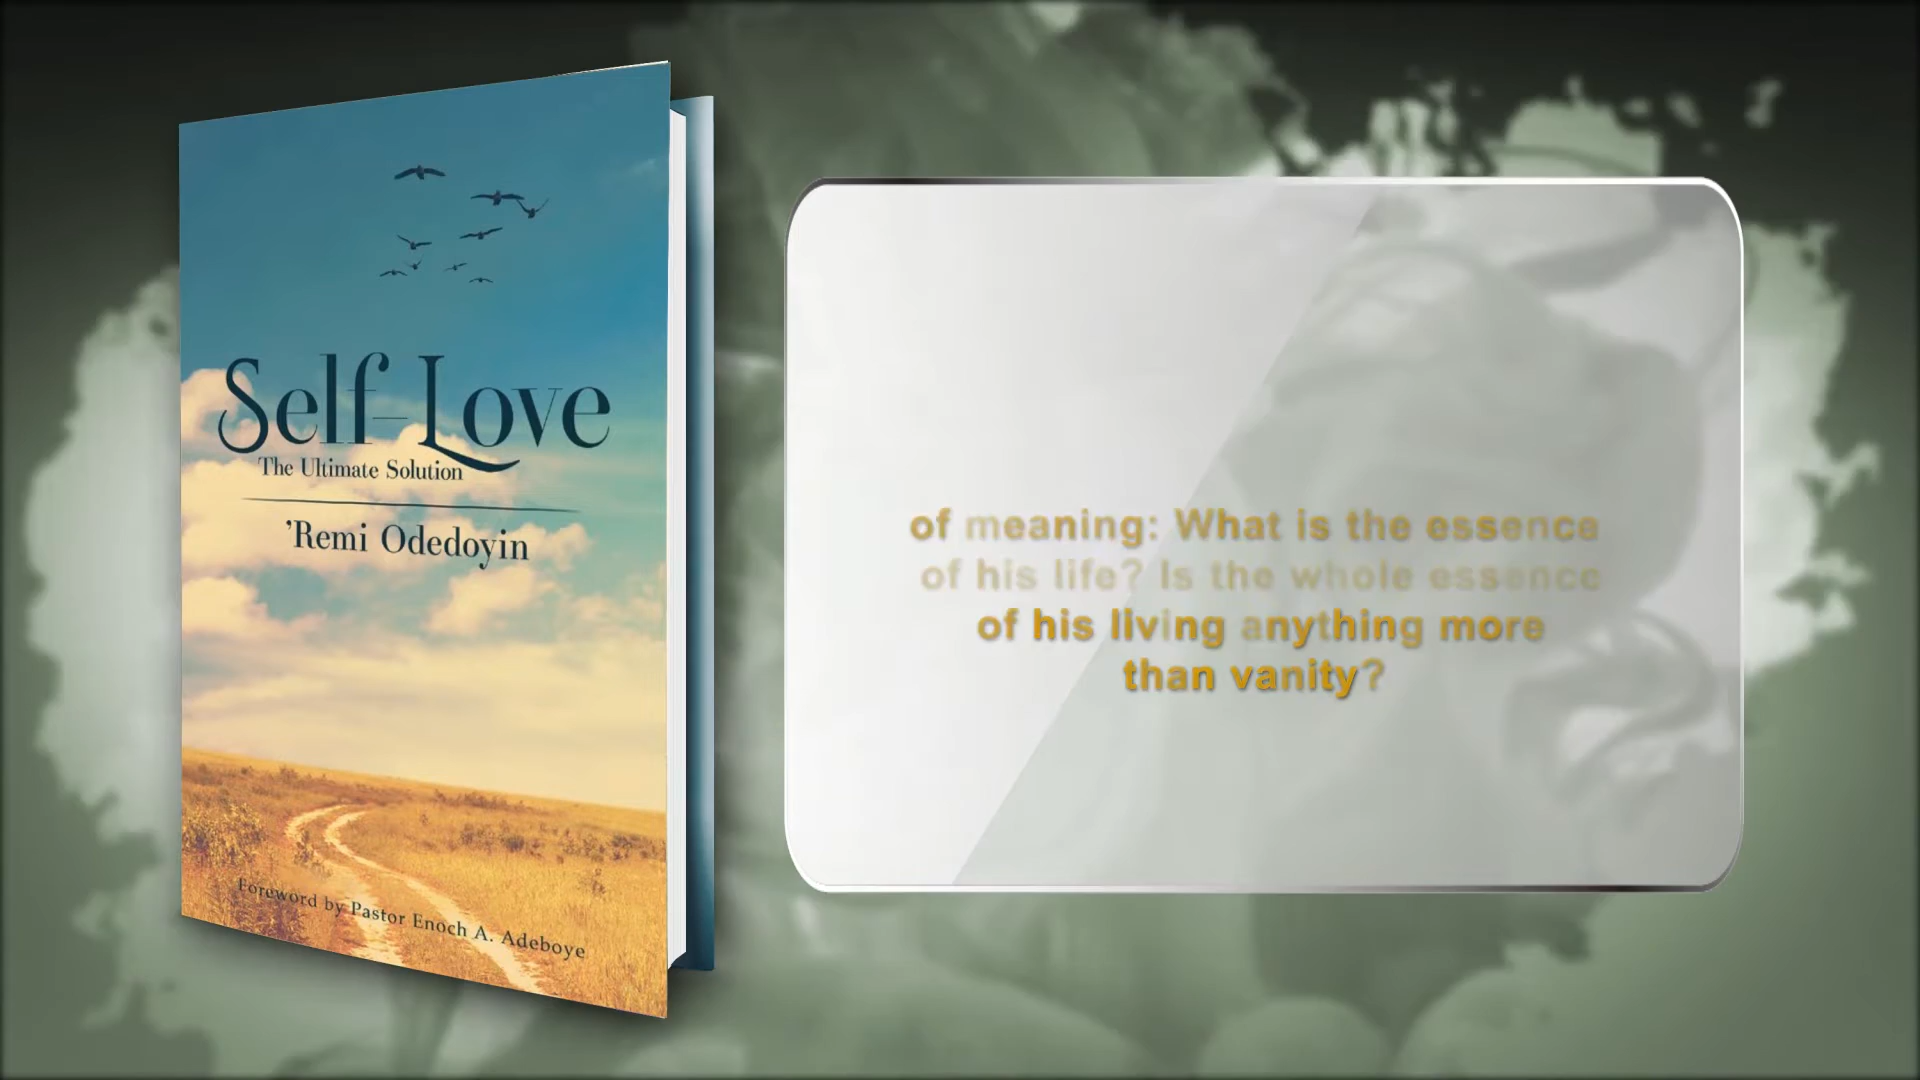 Self-Love
The Ultimate Solution
'Remi Odedoyin
Foreword by Pastor Enoch A. Adeboye
of meaning: What is the essence
of his life? Is the whole essence
of his living anything more
than vanity?